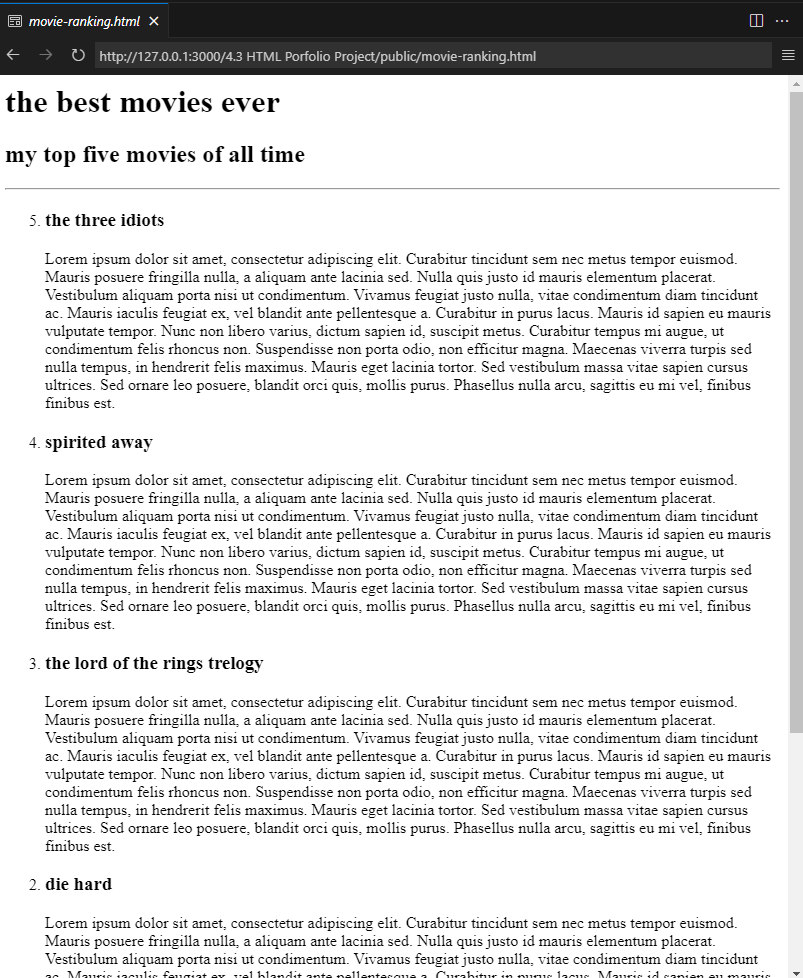 movie-ranking.html
http://127.0.0.1:3000/4.3 HTML Porfolio Project/public/movie-ranking.html
the best movies ever
my top five movies of all time
5. the three idiots
Lorem ipsum dolor sit amet, consectetur adipiscing elit. Curabitur tincidunt sem nec metus tempor euismod.
Mauris posuere fringilla nulla, a aliquam ante lacinia sed. Nulla quis justo id mauris elementum placerat.
Vestibulum aliquam porta nisi ut condimentum. Vivamus feugiat justo nulla, vitae condimentum diam tincidunt
ac. Mauris iaculis feugiat ex, vel blandit ante pellentesque a. Curabitur in purus lacus. Mauris id sapien eu mauris
vulputate tempor. Nunc non libero varius, dictum sapien id, suscipit metus. Curabitur tempus mi augue, ut
condimentum felis rhoncus non. Suspendisse non porta odio, non efficitur magna. Maecenas viverra turpis sed
nulla tempus, in hendrerit felis maximus. Mauris eget lacinia tortor. Sed vestibulum massa vitae sapien cursus
ultrices. Sed ornare leo posuere, blandit orci quis, mollis purus. Phasellus nulla arcu, sagittis eu mi vel, finibus
finibus est.
4. spirited away
Lorem ipsum dolor sit amet, consectetur adipiscing elit. Curabitur tincidunt sem nec metus tempor euismod.
Mauris posuere fringilla nulla, a aliquam ante lacinia sed. Nulla quis justo id mauris elementum placerat.
Vestibulum aliquam porta nisi ut condimentum. Vivamus feugiat justo nulla, vitae condimentum diam tincidunt
ac. Mauris iaculis feugiat ex, vel blandit ante pellentesque a. Curabitur in purus lacus. Mauris id sapien eu mauris
vulputate tempor. Nunc non libero varius, dictum sapien id, suscipit metus. Curabitur tempus mi augue, ut
condimentum felis rhoncus non. Suspendisse non porta odio, non efficitur magna. Maecenas viverra turpis sed
nulla tempus, in hendrerit felis maximus. Mauris eget lacinia tortor. Sed vestibulum massa vitae sapien cursus
ultrices. Sed ornare leo posuere, blandit orci quis, mollis purus. Phasellus nulla arcu, sagittis eu mi vel, finibus
finibus est.
3. the lord of the rings trelogy
Lorem ipsum dolor sit amet, consectetur adipiscing elit. Curabitur tincidunt sem nec metus tempor euismod.
Mauris posuere fringilla nulla, a aliquam ante lacinia sed. Nulla quis justo id mauris elementum placerat.
Vestibulum aliquam porta nisi ut condimentum. Vivamus feugiat justo nulla, vitae condimentum diam tincidunt
ac. Mauris iaculis feugiat ex, vel blandit ante pellentesque a. Curabitur in purus lacus. Mauris id sapien eu mauris
vulputate tempor. Nunc non libero varius, dictum sapien id, suscipit metus. Curabitur tempus mi augue, ut
condimentum felis rhoncus non. Suspendisse non porta odio, non efficitur magna. Maecenas viverra turpis sed
nulla tempus, in hendrerit felis maximus. Mauris eget lacinia tortor. Sed vestibulum massa vitae sapien cursus
ultrices. Sed ornare leo posuere, blandit orci quis, mollis purus. Phasellus nulla arcu, sagittis eu mi vel, finibus
finibus est.
2. die hard
Lorem ipsum dolor sit amet, consectetur adipiscing elit. Curabitur tincidunt sem nec metus tempor euismod.
Mauris posuere fringilla nulla, a aliquam ante lacinia sed. Nulla quis justo id mauris elementum placerat.
Vestibulum aliquam porta nisi ut condimentum. Vivamus feugiat justo nulla, vitae condimentum diam tincidunt
ac. Mauris iaculis feugiat ex, vel blandit ante pellentesque a. Curabitur in purus lacus. Mauris id sapien eu mauris